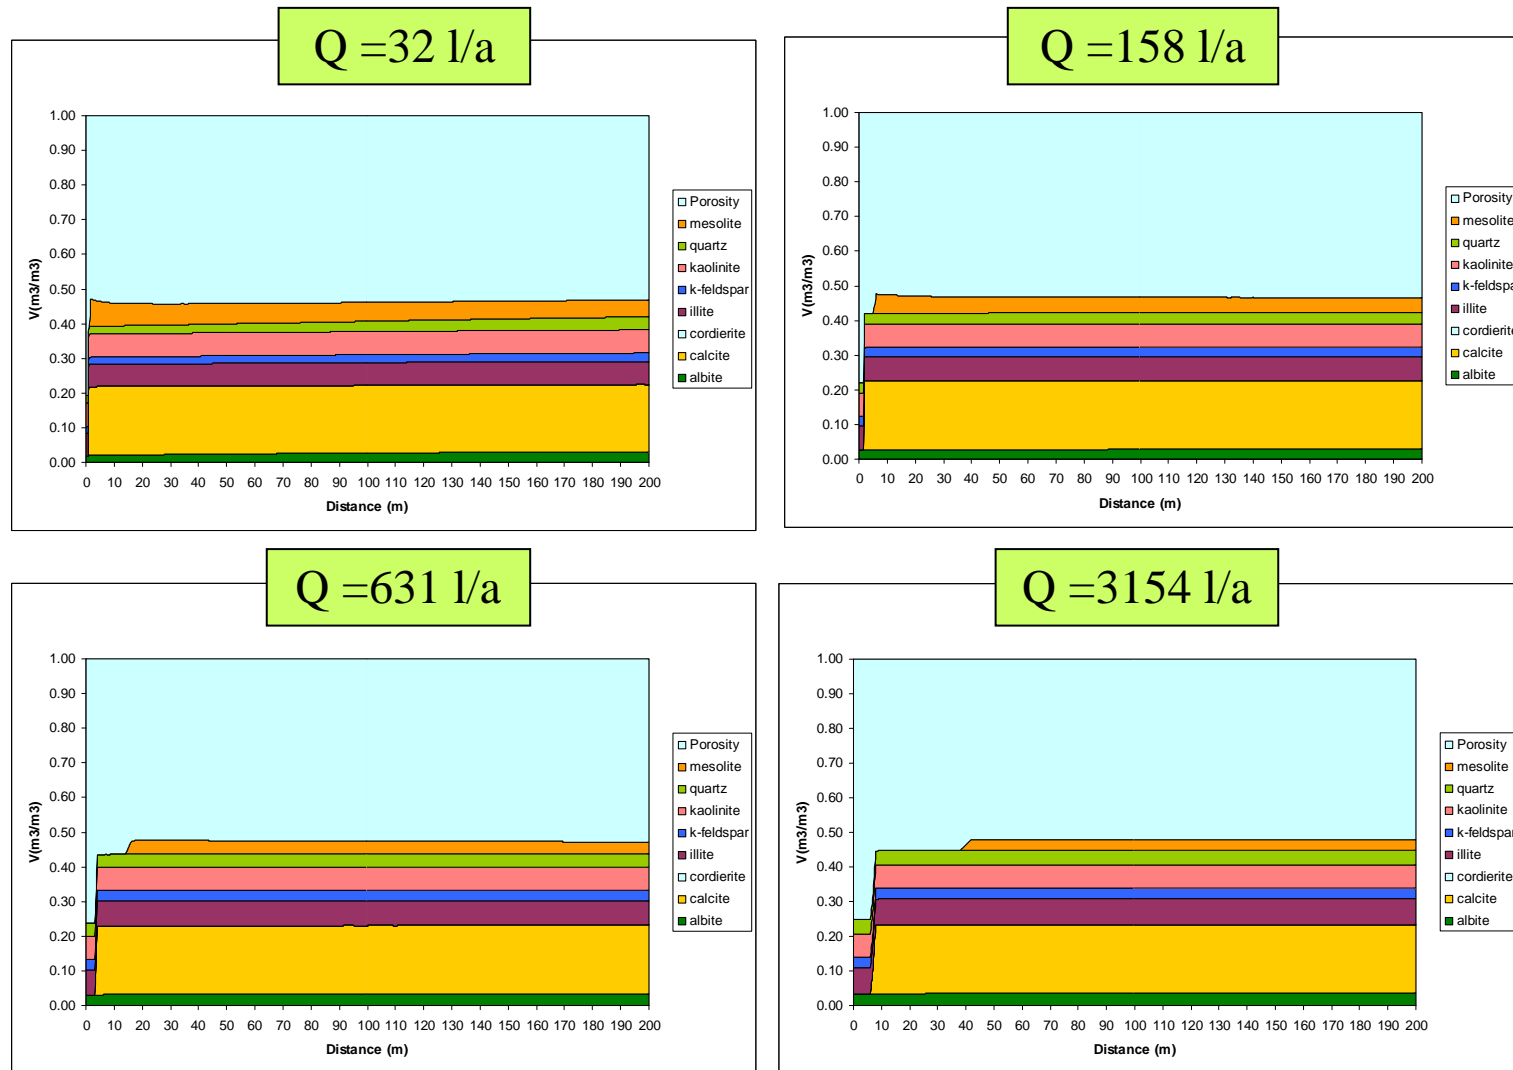 Q =32 l/a
1.00
0.90
0.80
0.70
0.60
0.50
0.40
0.30
0.20
0.10
0.00
V(m3/m3)
0 10 20 30 40 50 60 70 80 90 100 110 120 130 140 150 160 170 180 190 200
Distance (m)
Porosity
mesolite
quartz
kaolinite
k-feldspar
illite
cordierite
calcite
albite
Q =158 l/a
1.00
0.90
0.80
0.70
0.60
0.50
0.40
0.30
0.20
0.10
0.00
V(m3/m3)
0 10 20 30 40 50 60 70 80 90 100 110 120 130 140 150 160 170 180 190 200
Distance (m)
Porosity
mesolite
quartz
kaolinite
k-feldspa
illite
cordierite
calcite
albite
Q =631 l/a
1.00
0.90
0.80
0.70
0.60
0.50
0.40
0.30
0.20
0.10
0.00
V(m3/m3)
0 10 20 30 40 50 60 70 80 90 100 110 120 130 140 150 160 170 180 190 200
Distance (m)
Porosity
mesolite
quartz
kaolinite
k-feldspar
illite
cordierite
calcite
albite
Q =3154 l/a
1.00
0.90
0.80
0.70
0.60
0.50
0.40
0.30
0.20
0.10
0.00
V(m3/m3)
0 10 20 30 40 50 60 70 80 90 100 110 120 130 140 150 160 170 180 190 200
Distance (m)
Porosity
mesolite
quartz
kaolinite
k-feldspa
illite
cordierite
calcite
albite